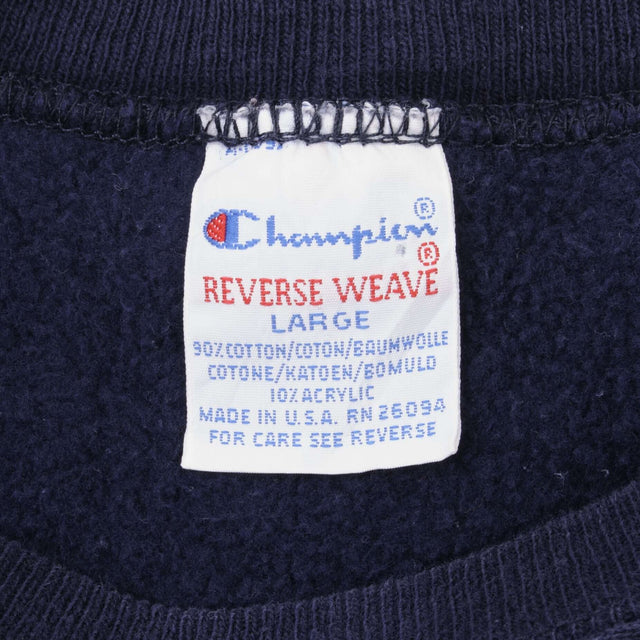 Champion®
REVERSE WEAVE®
LARGE
90%COTTON/COTON/BAUMWOLLE
COTONE/KATOEN/BOMULD
10% ACRYLIC
MADE IN U.S.A. RN 26094
FOR CARE SEE REVERSE